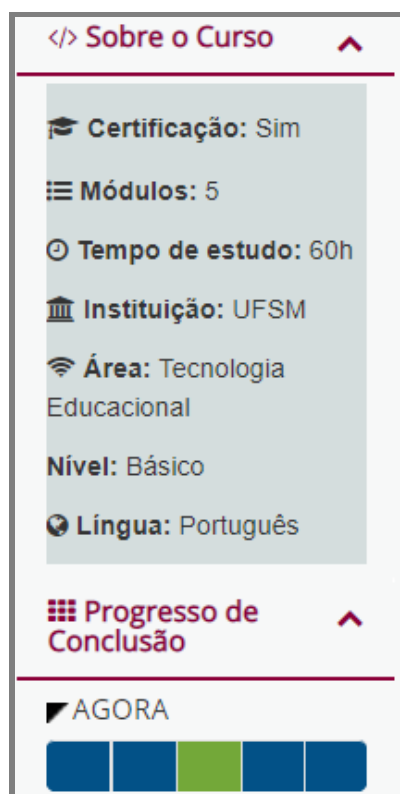 </> Sobre o Curso
Certificação: Sim
Módulos: 5
Tempo de estudo: 60h
Instituição: UFSM
Área: Tecnologia
Educacional
Nível: Básico
Língua: Português
Progresso de
Conclusão
AGORA